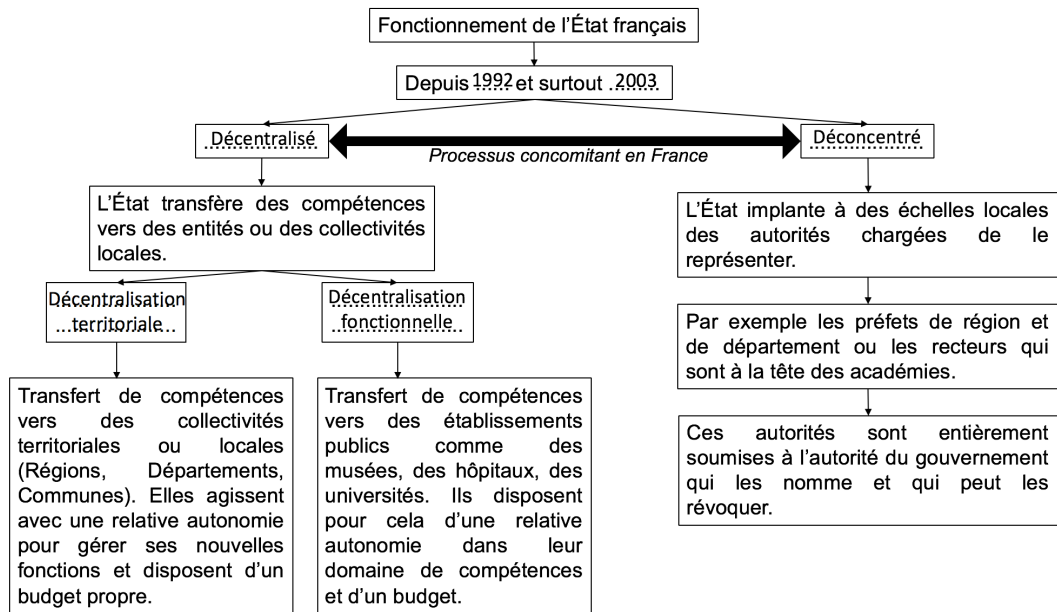 Fonctionnement de l'État français
Depuis 1992 et surtout 2003
Décentralisé
Déconcentré
Processus concomitant en France
L'État transfère des compétences
vers des entités ou des collectivités
locales.
L'État implante à des échelles locales
des autorités chargées de le
représenter.
Décentralisation
territoriale
Décentralisation
fonctionnelle
Par exemple les préfets de région et
de département ou les recteurs qui
sont à la tête des académies.
Transfert de compétences
vers des collectivités
territoriales ou locales
(Régions, Départements,
Communes). Elles agissent
avec une relative autonomie
pour gérer ses nouvelles
fonctions et disposent d'un
budget propre.
Transfert de compétences
vers des établissements
publics comme des
musées, des hôpitaux, des
universités. Ils disposent
pour cela d'une relative
autonomie dans leur
domaine de compétences
et d'un budget.
Ces autorités sont entièrement
soumises à l'autorité du gouvernement
qui les nomme et qui peut les
révoquer.